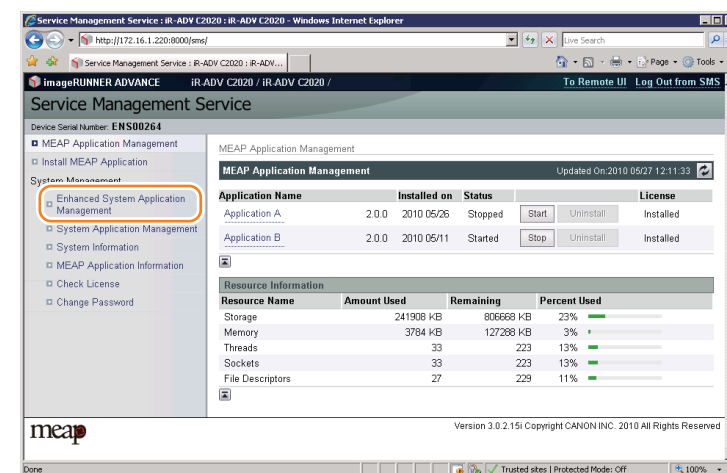 Service Management Service : iR-ADV C2020 : iR-ADV C2020 - Windows Internet Explorer
http://172.16.1.220:8000/sms/
Live Search
Service Management Service : iR-ADV C2020 : iR-ADV...
Page
Tools
imageRUNNER ADVANCE iR-ADV C2020 / iR-ADV C2020 /
To Remote UI Log Out from SMS
Service Management Service
Device Serial Number: ENS00264
MEAP Application Management
Install MEAP Application
System Management
Enhanced System Application
Management
System Application Management
System Information
MEAP Application Information
Check License
Change Password
MEAP Application Management
MEAP Application Management Updated On:2010 05/27 12:11:33
Application Name Installed on Status License
Application A 2.0.0 2010 05/26 Stopped Start Uninstall Installed
Application B 2.0.0 2010 05/11 Started Stop Uninstall Installed
Resource Information
Resource Name Amount Used Remaining Percent Used
Storage 241908 KB 806668 KB 23%
Memory 3784 KB 127288 KB 3%
Threads 33 223 13%
Sockets 33 223 13%
File Descriptors 27 229 11%
meap
Version 3.0.2.15i Copyright CANON INC. 2010 All Rights Reserved
Done
Trusted sites | Protected Mode: Off
100%